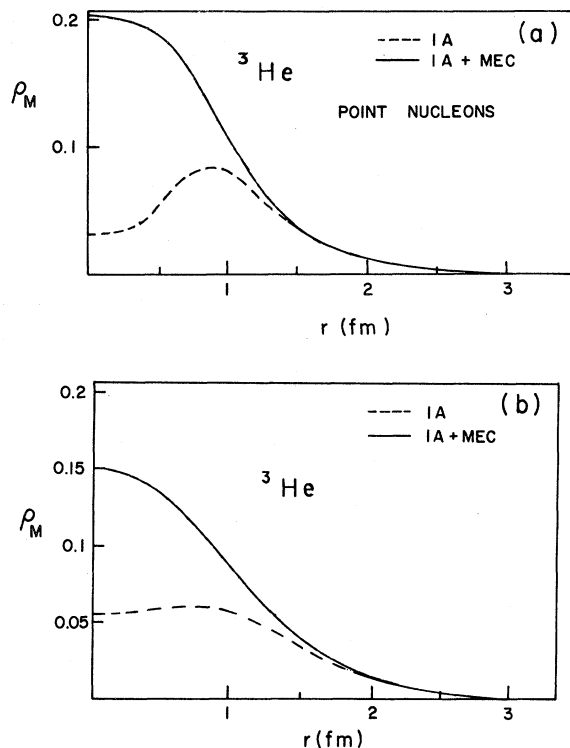 0.2
(a)
3He
IA
IA + MEC
ρM
POINT NUCLEONS
0.1
1
2
3
r (fm)
0.2
(b)
IA
IA + MEC
0.15
3He
ρM
0.1
0.05
1
2
3
r (fm)